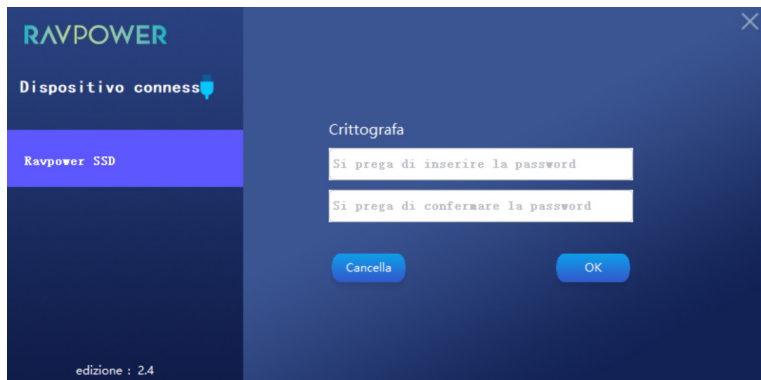 RAVPOWER
Dispositivo conness
Ravpower SSD
edizione : 2.4
Crittografa
Si prega di inserire la password
Si prega di confermare la password
Cancella
OK